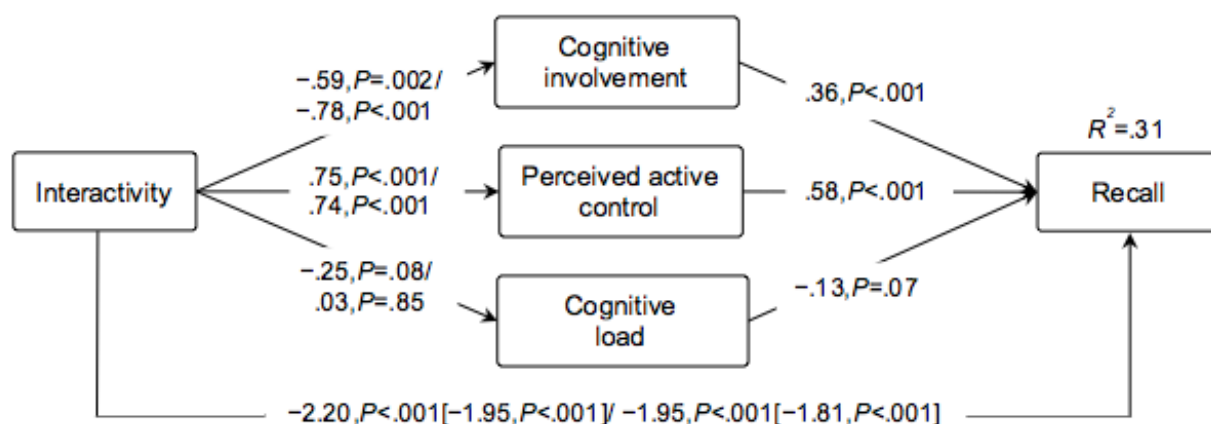 Cognitive
involvement
−.59,P=.002/
−.78,P<.001
.36,P<.001
R²=.31
Interactivity
.75,P<.001/
.74,P<.001
Perceived active
control
.58,P<.001
Recall
−.25,P=.08/
.03,P=.85
Cognitive
load
−.13,P=.07
−2.20,P<.001[−1.95,P<.001]/ −1.95,P<.001[−1.81,P<.001]